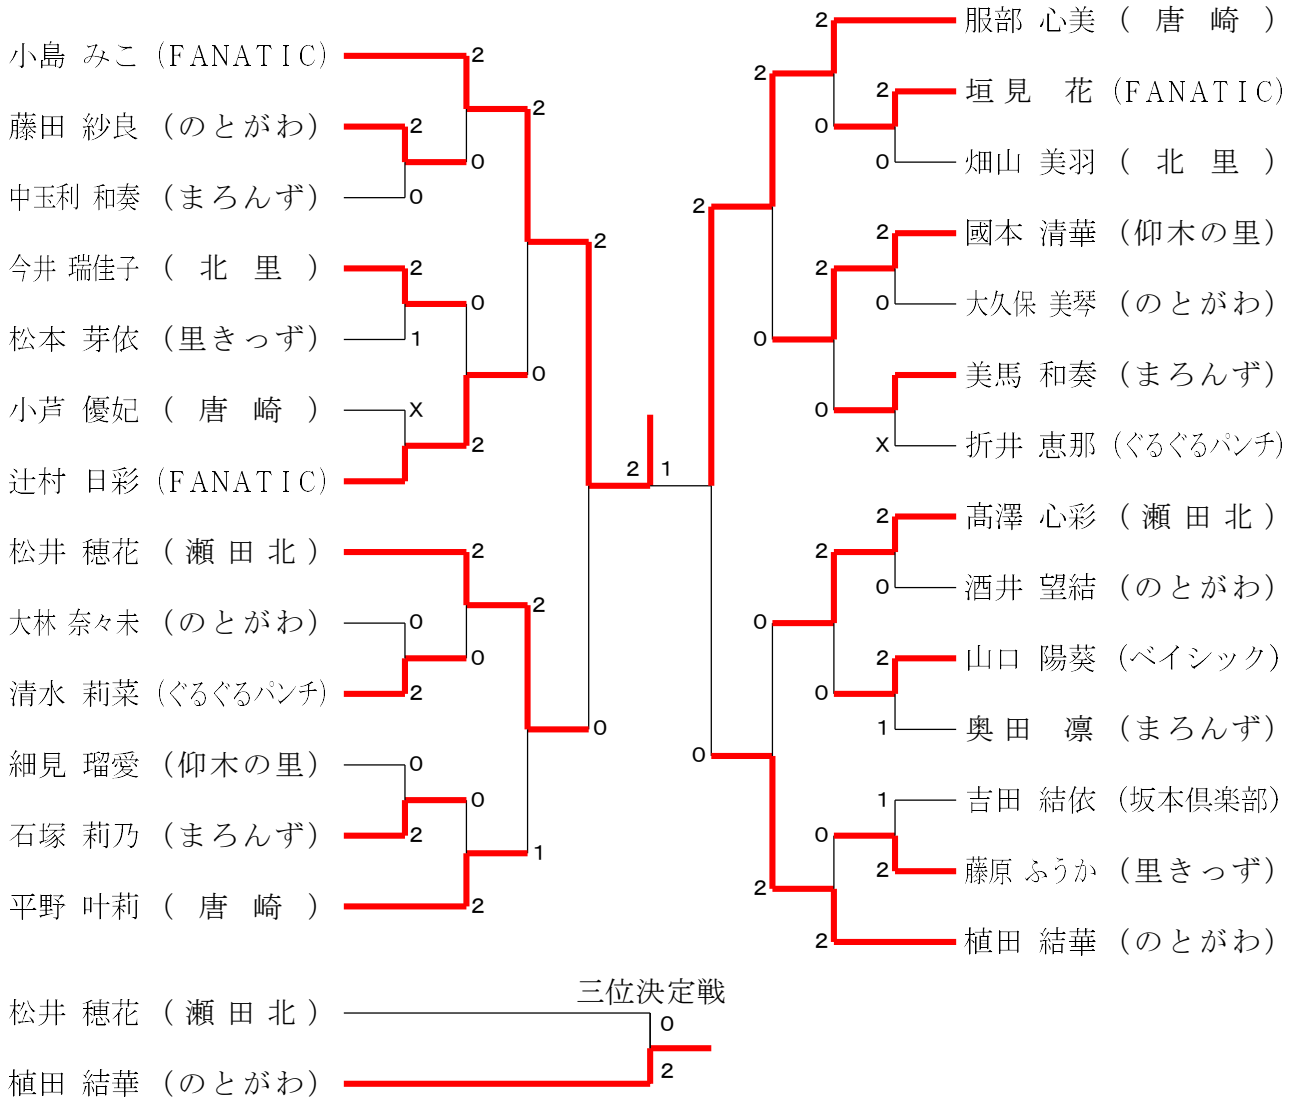 小島 みこ (FANATIC)
2
2
藤田 紗良 (のとがわ)
2
0
中玉利 和奏 (まろんず)
0
2
今井 瑞佳子 ( 北 里 )
2
0
松本 芽依 (里きっず)
1
0
小芦 優妃 ( 唐 崎 )
X
2
辻村 日彩 (FANATIC)
2
松井 穂花 ( 瀬 田 北 )
2
2
大林 奈々未 (のとがわ)
0
0
清水 莉菜 (ぐるぐるパンチ)
2
0
細見 瑠愛 (仰木の里)
0
0
石塚 莉乃 (まろんず)
2
1
平野 叶莉 ( 唐 崎 )
2
2
服部 心美 ( 唐 崎 )
2
2
垣見 花 (FANATIC)
0
0
畑山 美羽 ( 北 里 )
2
2
國本 清華 (仰木の里)
2
0
大久保 美琴 (のとがわ)
0
美馬 和奏 (まろんず)
0
X
折井 恵那 (ぐるぐるパンチ)
1
2
髙澤 心彩 ( 瀬 田 北 )
2
0
酒井 望結 (のとがわ)
0
2
山口 陽葵 (ベイシック)
0
1
奥田 凛 (まろんず)
0
1
吉田 結依 (坂本倶楽部)
0
2
藤原 ふうか (里きっず)
2
2
植田 結華 (のとがわ)
三位決定戦
松井 穂花 ( 瀬 田 北 )
0
植田 結華 (のとがわ)
2